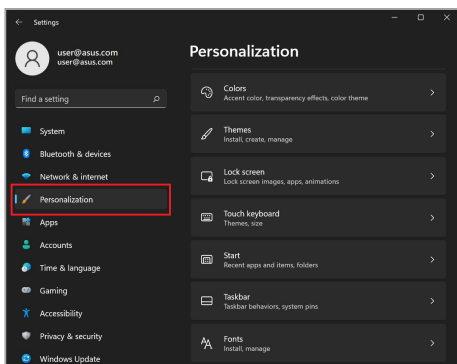 Settings
user@asus.com
user@asus.com
Find a setting
System
Bluetooth & devices
Network & internet
Personalization
Apps
Accounts
Time & language
Gaming
Accessibility
Privacy & security
Windows Update
Personalization
Colors
Accent color, transparency effects, color theme
Themes
Install, create, manage
Lock screen
Lock screen images, apps, animations
Touch keyboard
Themes, size
Start
Recent apps and items, folders
Taskbar
Taskbar behaviors, system pins
Fonts
Install, manage